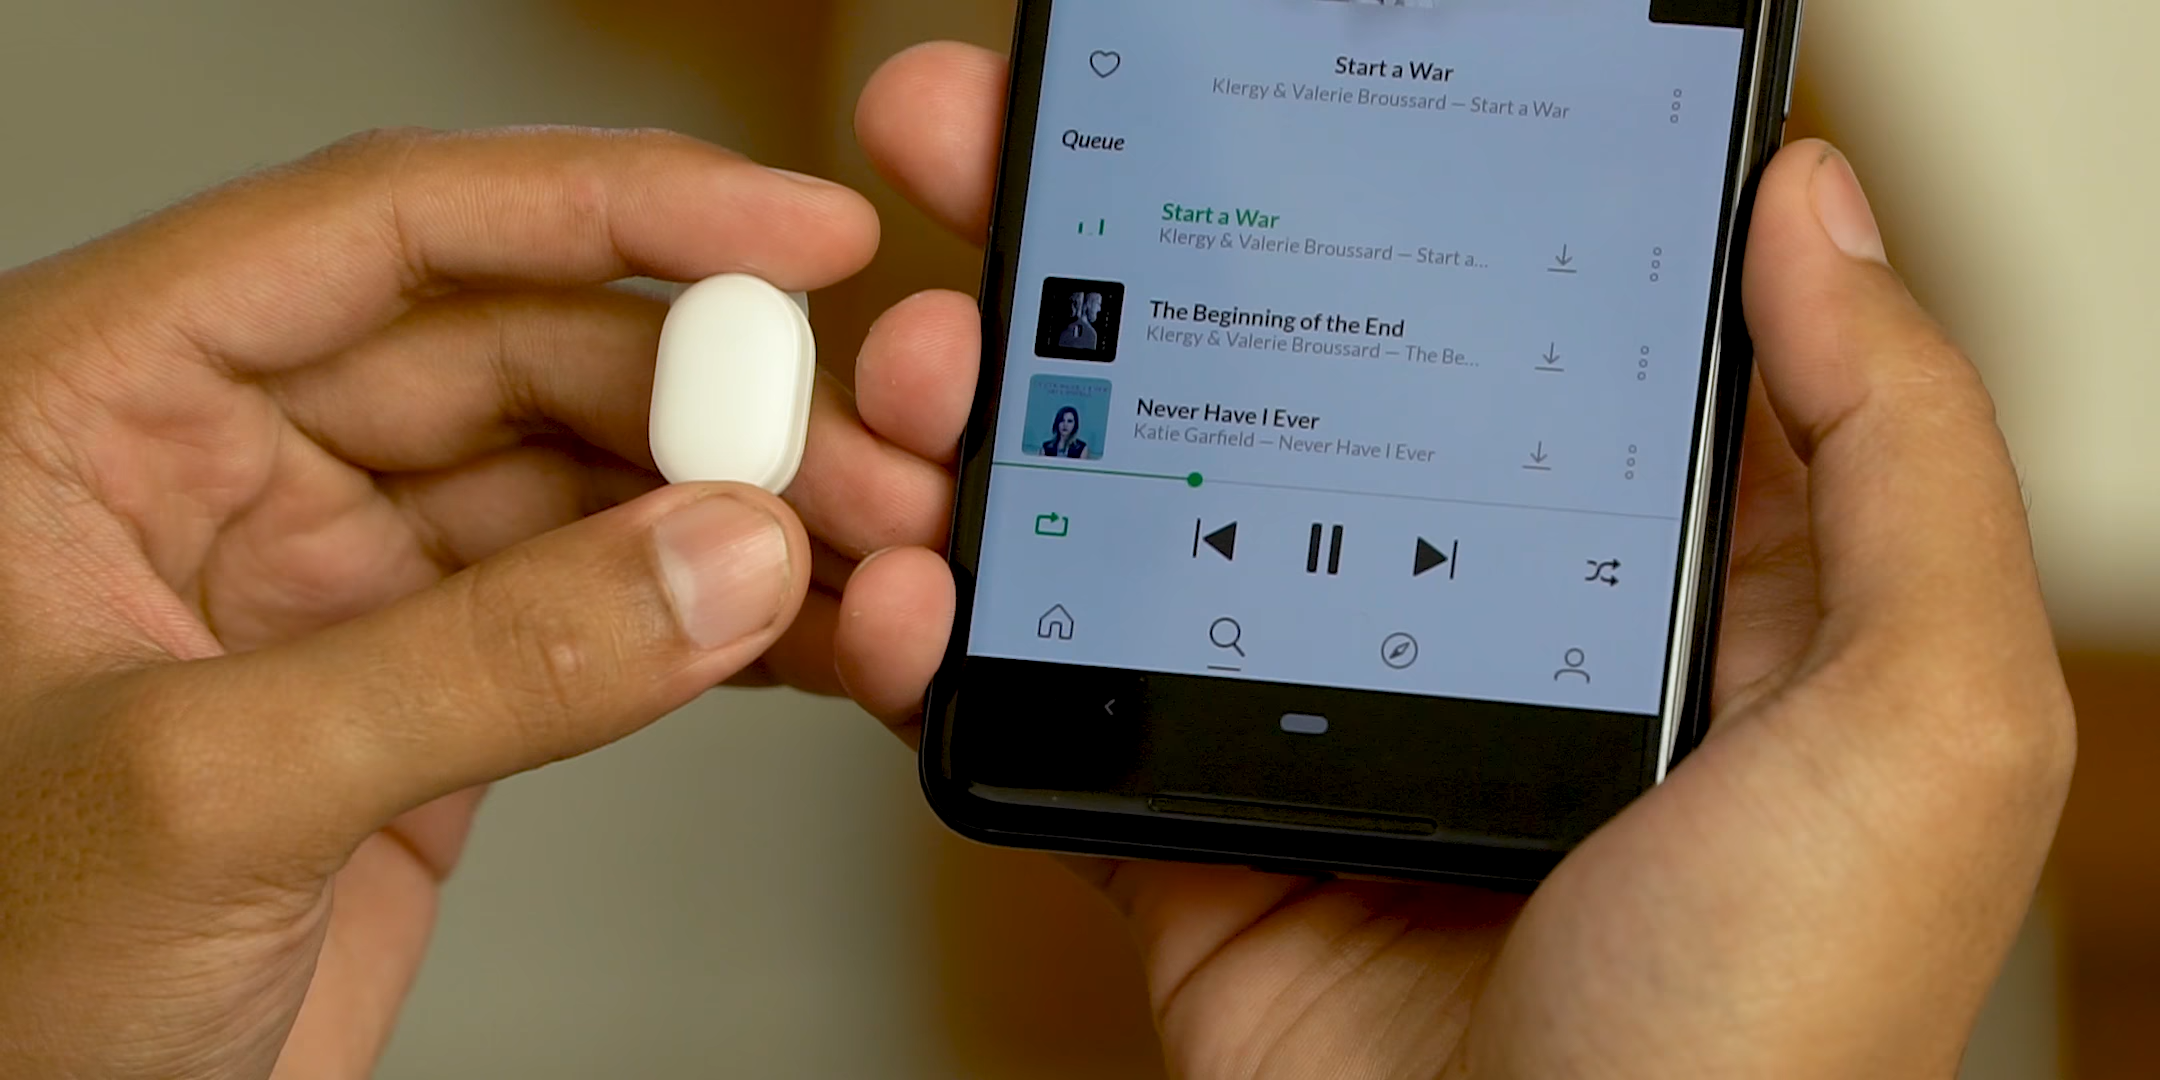 Start a War
Klergy & Valerie Broussard – Start a War
Queue
Start a War
Klergy & Valerie Broussard – Start a...
The Beginning of the End
Klergy & Valerie Broussard – The Be...
Never Have I Ever
Katie Garfield – Never Have I Ever